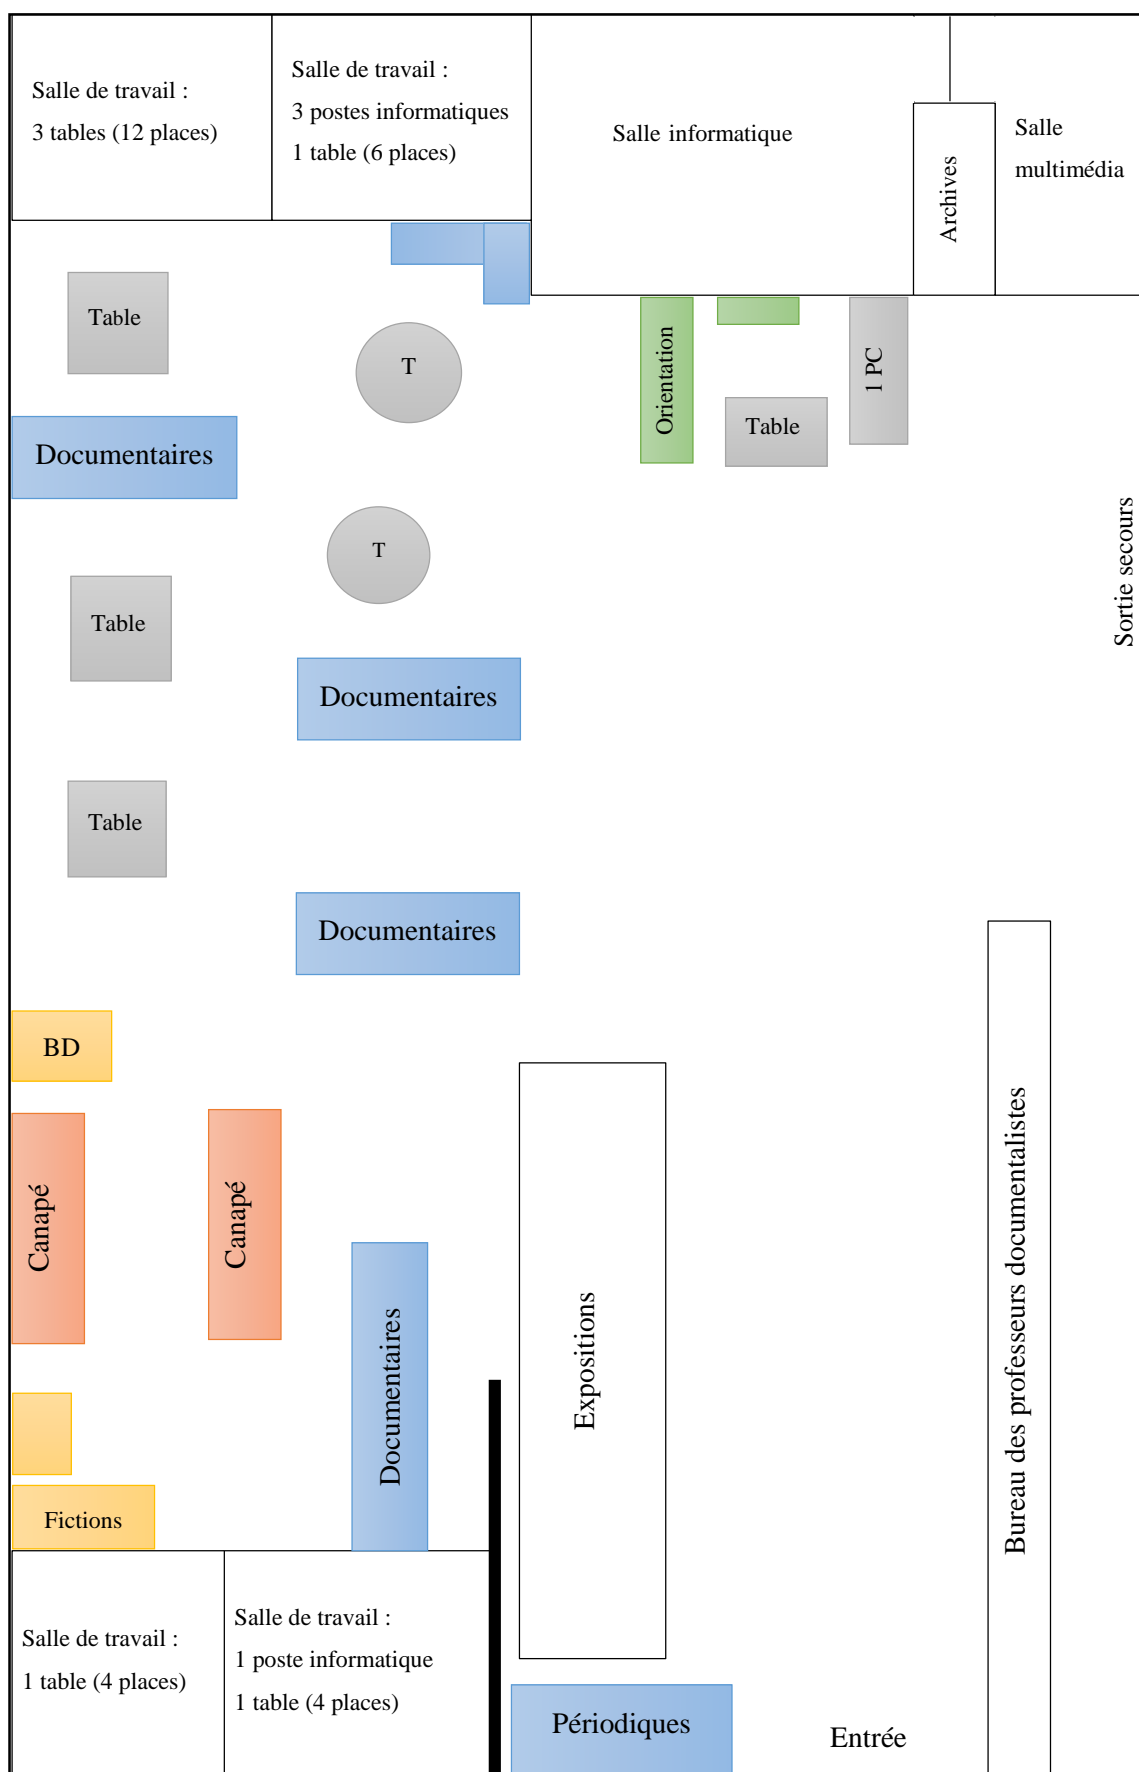 Salle de travail :
3 tables (12 places)
Salle de travail :
3 postes informatiques
1 table (6 places)
Salle informatique
Archives
Salle
multimédia
Table
T
Orientation
1 PC
Table
Documentaires
Sortie secours
T
Table
Documentaires
Table
Documentaires
BD
Canapé
Canapé
Documentaires
Expositions
Bureau des professeurs documentalistes
Fictions
Salle de travail :
1 table (4 places)
Salle de travail :
1 poste informatique
1 table (4 places)
Périodiques
Entrée